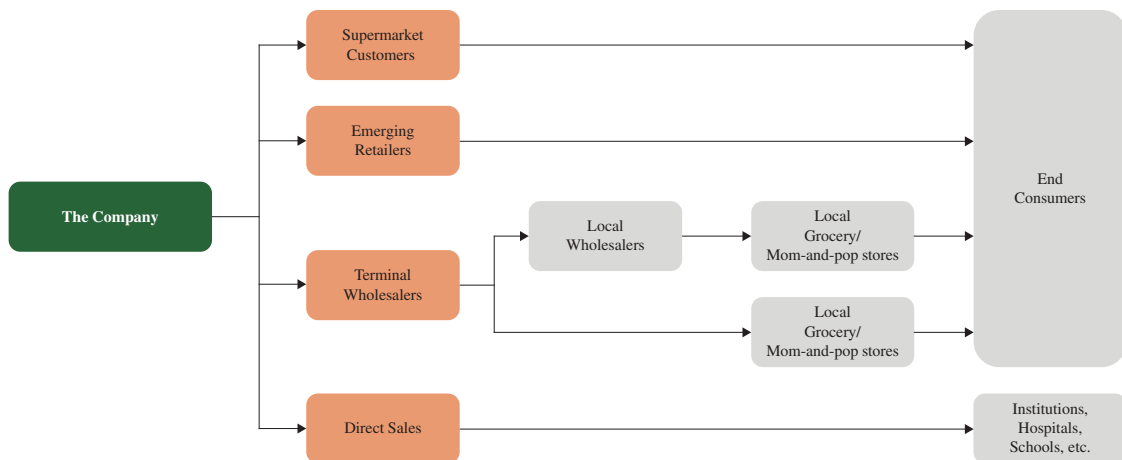 Supermarket
Customers
Emerging
Retailers
The Company
End
Consumers
Local
Wholesalers
Local
Grocery/
Mom-and-pop stores
Terminal
Wholesalers
Local
Grocery/
Mom-and-pop stores
Direct Sales
Institutions,
Hospitals,
Schools, etc.